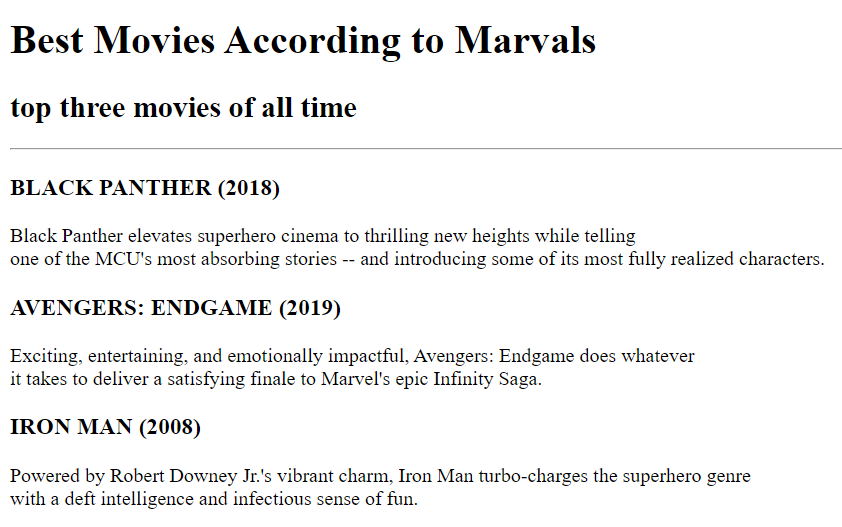 Best Movies According to Marvals
top three movies of all time
BLACK PANTHER (2018)
Black Panther elevates superhero cinema to thrilling new heights while telling
one of the MCU's most absorbing stories -- and introducing some of its most fully realized characters.
AVENGERS: ENDGAME (2019)
Exciting, entertaining, and emotionally impactful, Avengers: Endgame does whatever
it takes to deliver a satisfying finale to Marvel's epic Infinity Saga.
IRON MAN (2008)
Powered by Robert Downey Jr.'s vibrant charm, Iron Man turbo-charges the superhero genre
with a deft intelligence and infectious sense of fun.